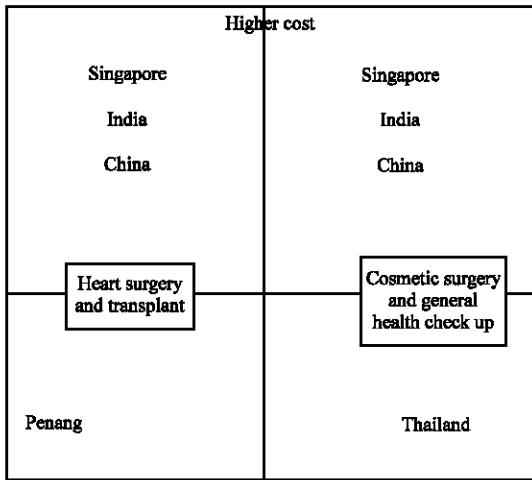 Higher cost
Singapore
Singapore
India
India
China
China
Heart surgery
and transplant
Cosmetic surgery
and general
health check up
Penang
Thailand